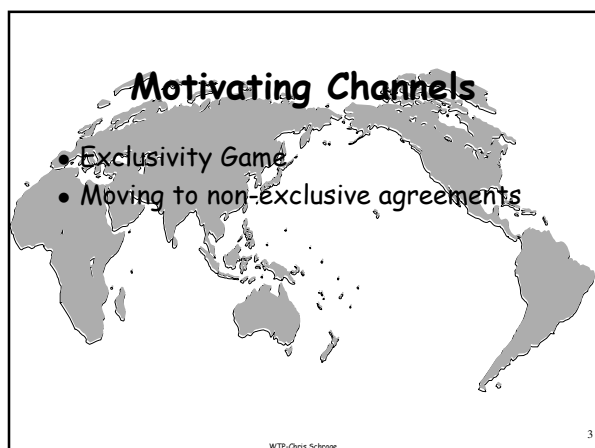 Motivating Channels
• Exclusivity Game
• Moving to non-exclusive agreements
WTP-Chris Schrage
3